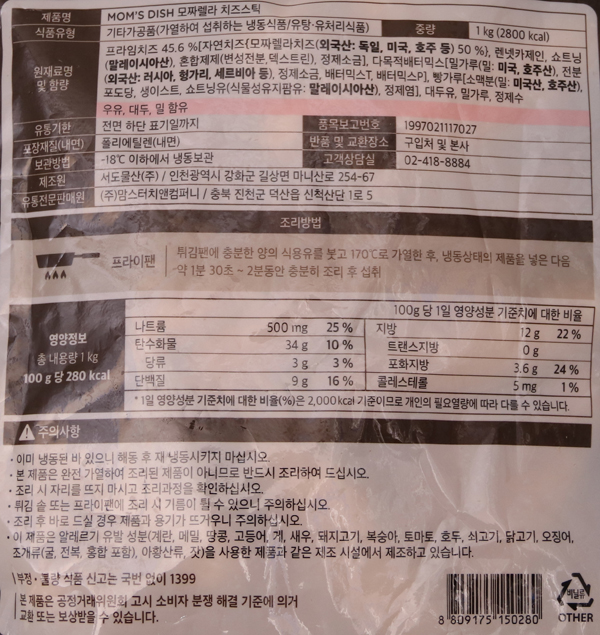 제품명 MOM'S DISH 모짜렐라 치즈스틱
식품유형 기타가공품(가열하여 섭취하는 냉동식품/유탕·유처리식품) 중량 1 kg (2800 kcal)
원재료명 및 함량
프라임치즈 45.6 %[자연치즈{모짜렐라치즈(외국산: 독일, 미국, 호주 등) 50 %}, 렌넷카제인, 쇼트닝
(말레이시아산), 혼합제제(변성전분, 덱스트린), 정제소금], 다목적배터믹스[밀가루(밀: 미국, 호주산), 전분
(외국산: 러시아, 헝가리, 세르비아 등), 정제소금, 배터믹스T, 배터믹스P], 빵가루[소맥분(밀: 미국산, 호주산),
포도당, 생이스트, 쇼트닝유(식물성유지팜유: 말레이시아산), 정제염], 대두유, 밀가루, 정제수
우유, 대두, 밀 함유
유통기한 전면 하단 표기일까지 품목보고번호 1997021117027
포장재질(내면) 폴리에틸렌(내면) 반품 및 교환장소 구입처 및 본사
보관방법 -18℃ 이하에서 냉동보관 고객상담실 02-418-8884
제조원 서도물산(주) / 인천광역시 강화군 길상면 마니산로 254-67
유통전문판매원 (주)맘스터치앤컴퍼니 / 충북 진천군 덕산읍 신척산단 1로 5
조리방법
프라이팬
튀김팬에 충분한 양의 식용유를 붓고 170℃로 가열한 후, 냉동상태의 제품을 넣은 다음
약 1분 30초 ~ 2분동안 충분히 조리 후 섭취
영양정보
총 내용량 1 kg
100 g 당 280 kcal
100g 당 1일 영양성분 기준치에 대한 비율
나트륨 500 mg 25 % 지방 12 g 22 %
탄수화물 34 g 10 % 트랜스지방 0 g
당류 3 g 3 % 포화지방 3.6 g 24 %
단백질 9 g 16 % 콜레스테롤 5 mg 1 %
* 1일 영양성분 기준치에 대한 비율(%)은 2,000 kcal 기준이므로 개인의 필요열량에 따라 다를 수 있습니다.
주의사항
· 이미 냉동된 바 있으니 해동 후 재 냉동시키지 마십시오.
· 본 제품은 완전 가열하여 조리된 제품이 아니므로 반드시 조리하여 드십시오.
· 조리 시 자리를 뜨지 마시고 조리과정을 확인하십시오.
· 튀김 솥 또는 프라이팬에 조리 시 기름이 튈 수 있으니 주의하십시오.
· 조리 후 바로 드실 경우 제품과 용기가 뜨거우니 주의하십시오.
· 이 제품은 알레르기 유발 성분(계란, 메밀, 땅콩, 고등어, 게, 새우, 돼지고기, 복숭아, 토마토, 호두, 쇠고기, 닭고기, 오징어,
조개류(굴, 전복, 홍합 포함), 아황산류, 잣)을 사용한 제품과 같은 제조 시설에서 제조하고 있습니다.
부정·불량 식품 신고는 국번 없이 1399
본 제품은 공정거래위원회 고시 소비자 분쟁 해결 기준에 의거
교환 또는 보상받을 수 있습니다.
8 809175 150280
비닐류
OTHER